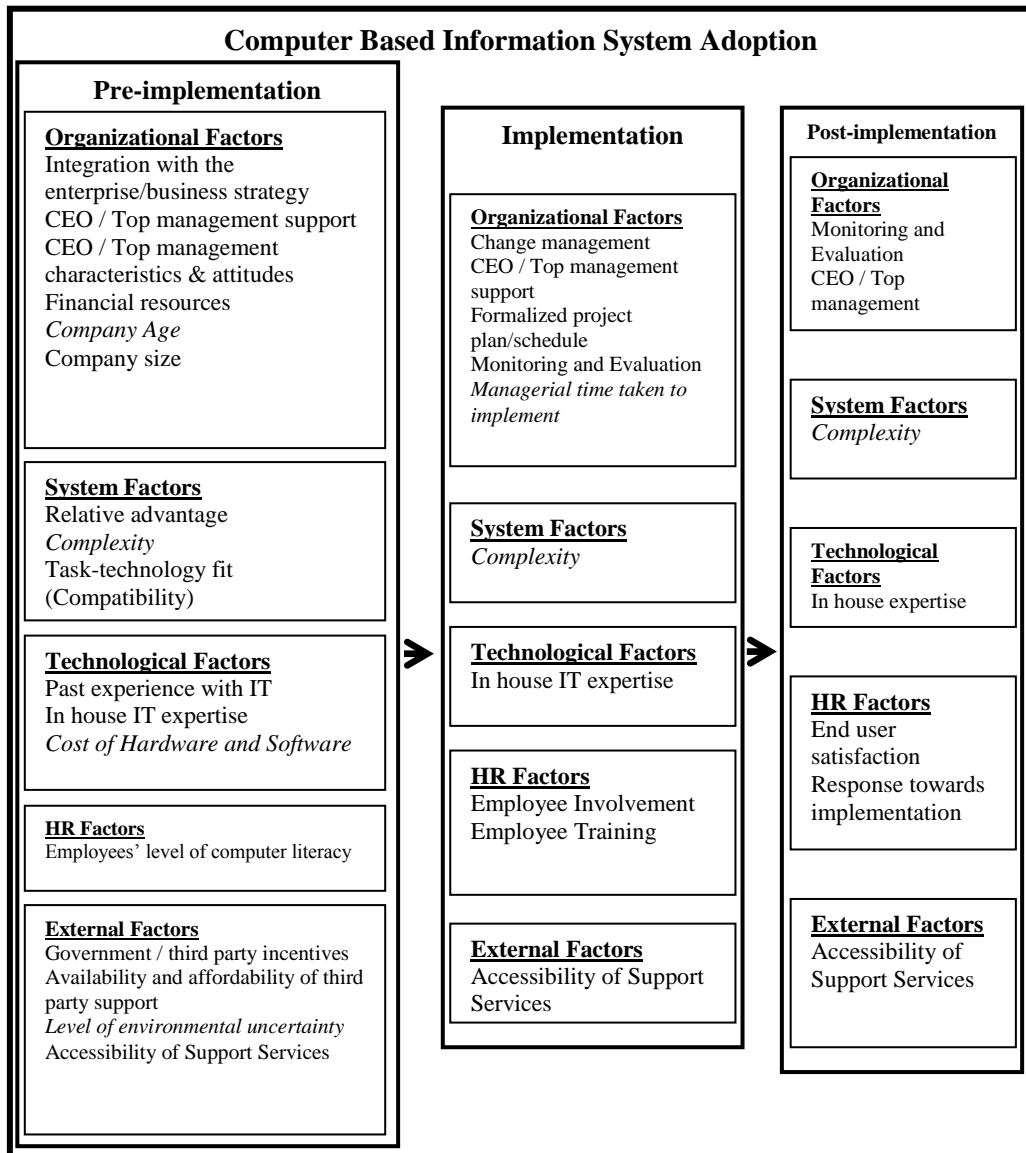 Computer Based Information System Adoption
Pre-implementation
Organizational Factors
Integration with the
enterprise/business strategy
CEO / Top management support
CEO / Top management
characteristics & attitudes
Financial resources
Company Age
Company size
System Factors
Relative advantage
Complexity
Task-technology fit
(Compatibility)
Technological Factors
Past experience with IT
In house IT expertise
Cost of Hardware and Software
HR Factors
Employees’ level of computer literacy
External Factors
Government / third party incentives
Availability and affordability of third
party support
Level of environmental uncertainty
Accessibility of Support Services
Implementation
Organizational Factors
Change management
CEO / Top management
support
Formalized project
plan/schedule
Monitoring and Evaluation
Managerial time taken to
implement
System Factors
Complexity
Technological Factors
In house IT expertise
HR Factors
Employee Involvement
Employee Training
External Factors
Accessibility of Support
Services
Post-implementation
Organizational
Factors
Monitoring and
Evaluation
CEO / Top
management
System Factors
Complexity
Technological
Factors
In house expertise
HR Factors
End user
satisfaction
Response towards
implementation
External Factors
Accessibility of
Support Services